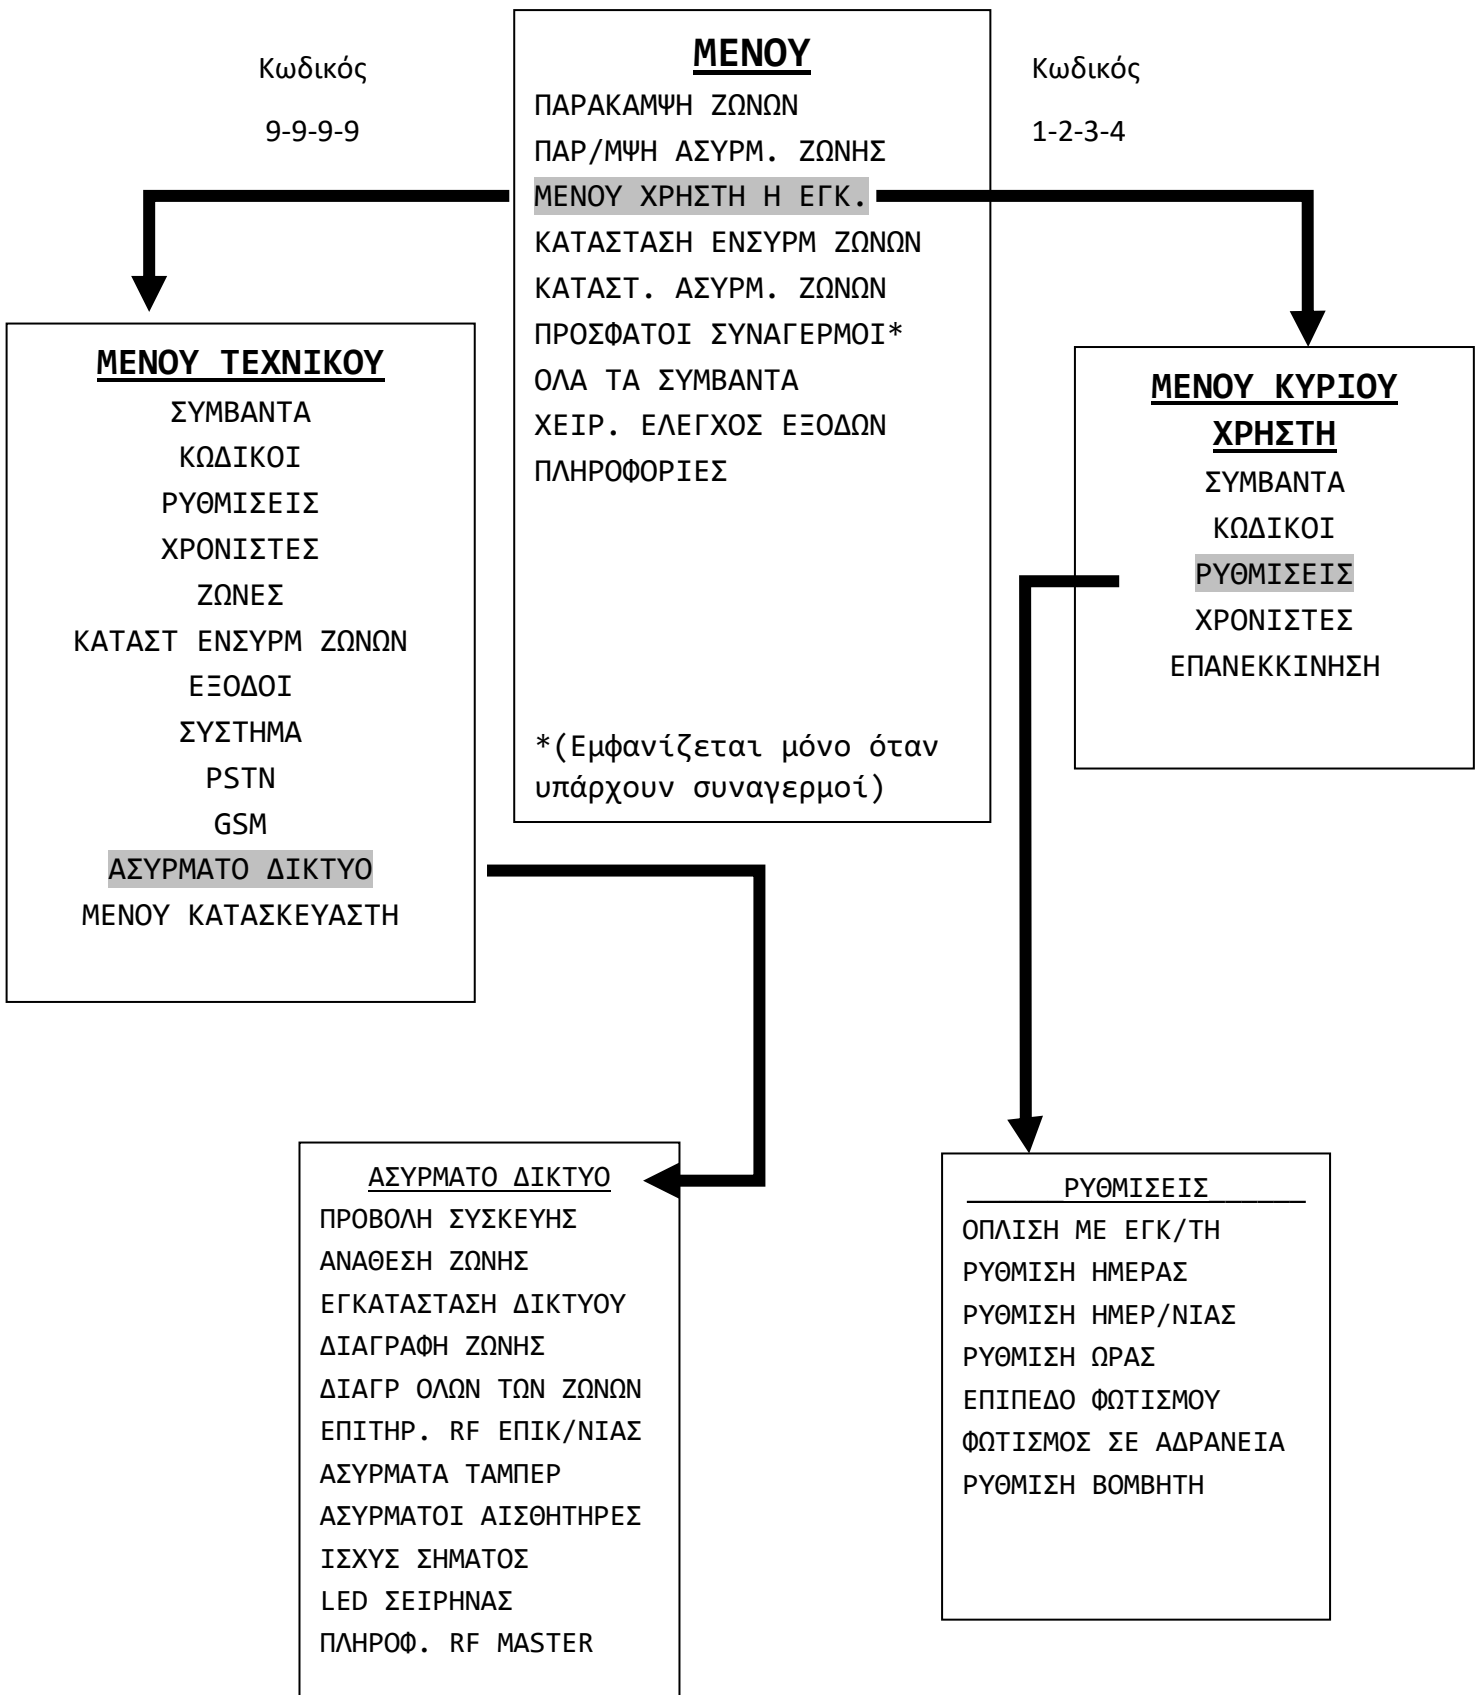 Κωδικός
9-9-9-9
ΜΕΝΟΥ
ΠΑΡΑΚΑΜΨΗ ΖΩΝΩΝ
ΠΑΡ/ΜΨΗ ΑΣΥΡΜ. ΖΩΝΗΣ
ΜΕΝΟΥ ΧΡΗΣΤΗ Η ΕΓΚ.
ΚΑΤΑΣΤΑΣΗ ΕΝΣΥΡΜ ΖΩΝΩΝ
ΚΑΤΑΣΤ. ΑΣΥΡΜ. ΖΩΝΩΝ
ΠΡΟΣΦΑΤΟΙ ΣΥΝΑΓΕΡΜΟΙ*
ΟΛΑ ΤΑ ΣΥΜΒΑΝΤΑ
ΧΕΙΡ. ΕΛΕΓΧΟΣ ΕΞΟΔΩΝ
ΠΛΗΡΟΦΟΡΙΕΣ
*(Εμφανίζεται μόνο όταν
υπάρχουν συναγερμοί)
Κωδικός
1-2-3-4
ΜΕΝΟΥ ΤΕΧΝΙΚΟΥ
ΣΥΜΒΑΝΤΑ
ΚΩΔΙΚΟΙ
ΡΥΘΜΙΣΕΙΣ
ΧΡΟΝΙΣΤΕΣ
ΖΩΝΕΣ
ΚΑΤΑΣΤ ΕΝΣΥΡΜ ΖΩΝΩΝ
ΕΞΟΔΟΙ
ΣΥΣΤΗΜΑ
PSTN
GSM
ΑΣΥΡΜΑΤΟ ΔΙΚΤΥΟ
ΜΕΝΟΥ ΚΑΤΑΣΚΕΥΑΣΤΗ
ΜΕΝΟΥ ΚΥΡΙΟΥ
ΧΡΗΣΤΗ
ΣΥΜΒΑΝΤΑ
ΚΩΔΙΚΟΙ
ΡΥΘΜΙΣΕΙΣ
ΧΡΟΝΙΣΤΕΣ
ΕΠΑΝΕΚΚΙΝΗΣΗ
ΑΣΥΡΜΑΤΟ ΔΙΚΤΥΟ
ΠΡΟΒΟΛΗ ΣΥΣΚΕΥΗΣ
ΑΝΑΘΕΣΗ ΖΩΝΗΣ
ΕΓΚΑΤΑΣΤΑΣΗ ΔΙΚΤΥΟΥ
ΔΙΑΓΡΑΦΗ ΖΩΝΗΣ
ΔΙΑΓΡ ΟΛΩΝ ΤΩΝ ΖΩΝΩΝ
ΕΠΙΤΗΡ. RF ΕΠΙΚ/ΝΙΑΣ
ΑΣΥΡΜΑΤΑ ΤΑΜΠΕΡ
ΑΣΥΡΜΑΤΟΙ ΑΙΣΘΗΤΗΡΕΣ
ΙΣΧΥΣ ΣΗΜΑΤΟΣ
LED ΣΕΙΡΗΝΑΣ
ΠΛΗΡΟΦ. RF MASTER
ΡΥΘΜΙΣΕΙΣ
ΟΠΛΙΣΗ ΜΕ ΕΓΚ/ΤΗ
ΡΥΘΜΙΣΗ ΗΜΕΡΑΣ
ΡΥΘΜΙΣΗ ΗΜΕΡ/ΝΙΑΣ
ΡΥΘΜΙΣΗ ΩΡΑΣ
ΕΠΙΠΕΔΟ ΦΩΤΙΣΜΟΥ
ΦΩΤΙΣΜΟΣ ΣΕ ΑΔΡΑΝΕΙΑ
ΡΥΘΜΙΣΗ ΒΟΜΒΗΤΗ